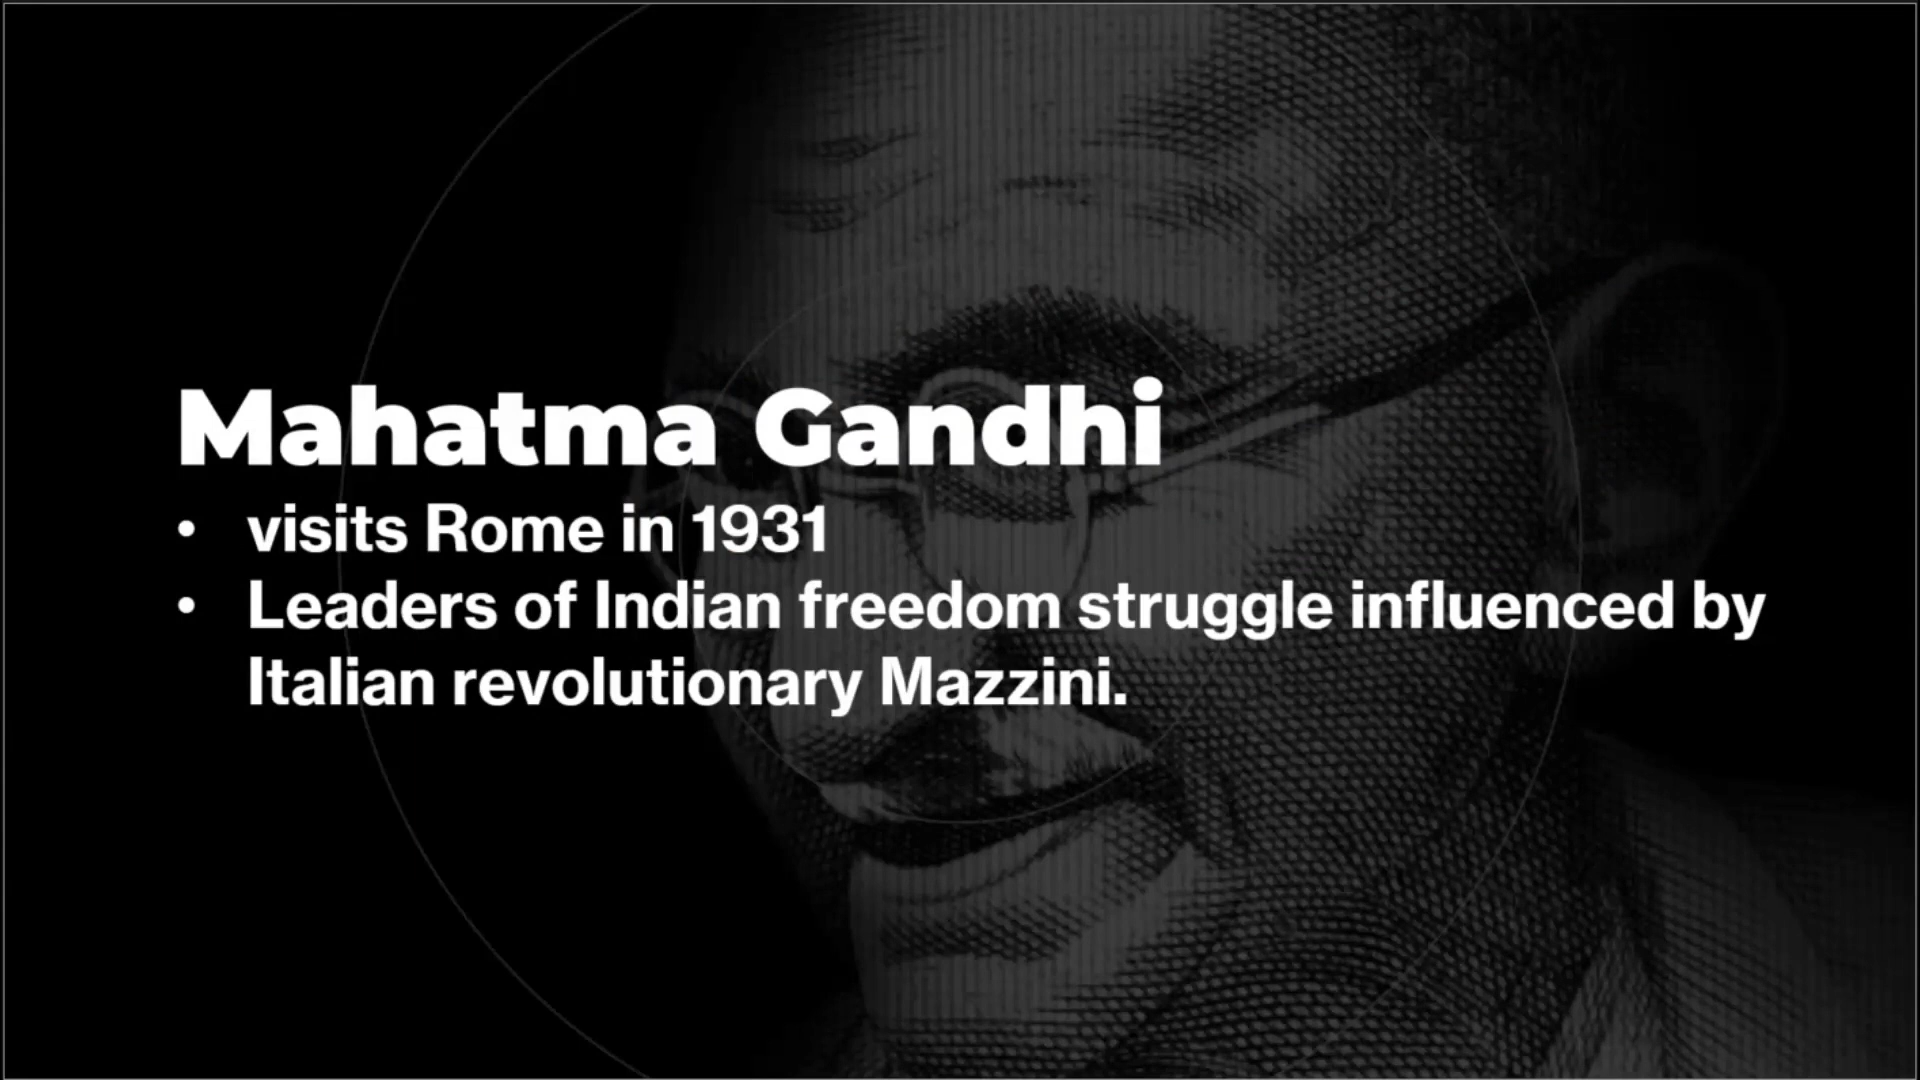 Mahatma Gandhi
• visits Rome in 1931
• Leaders of Indian freedom struggle influenced by
Italian revolutionary Mazzini.